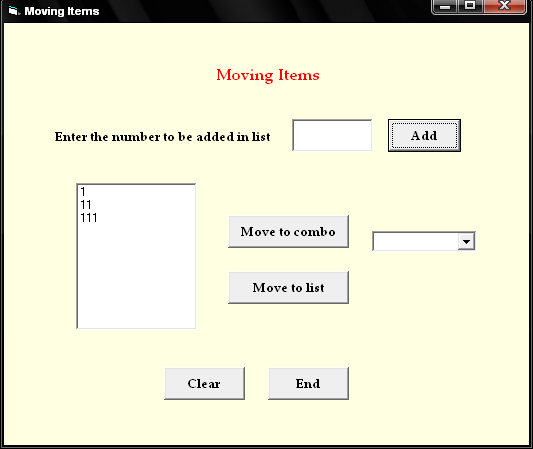 Moving Items
Moving Items
Enter the number to be added in list
Add
1
11
111
Move to combo
Move to list
Clear
End